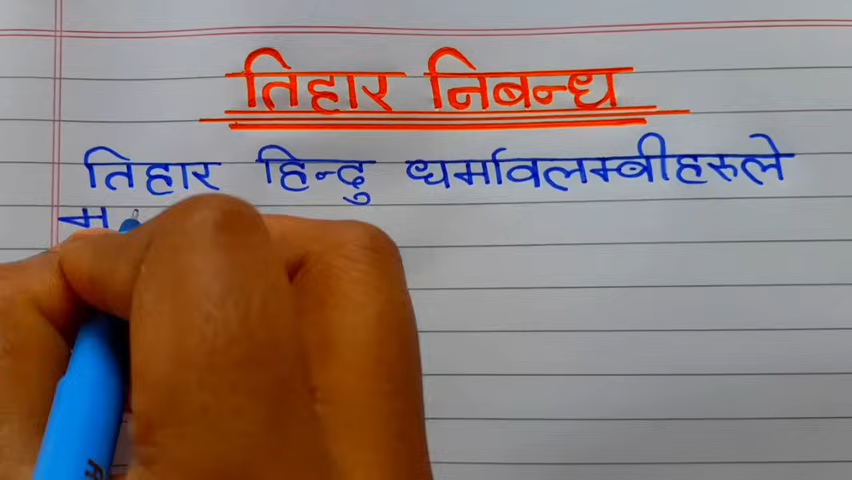 तिहार निबन्ध
तिहार हिन्दु धर्मावलम्बीहरुले
म